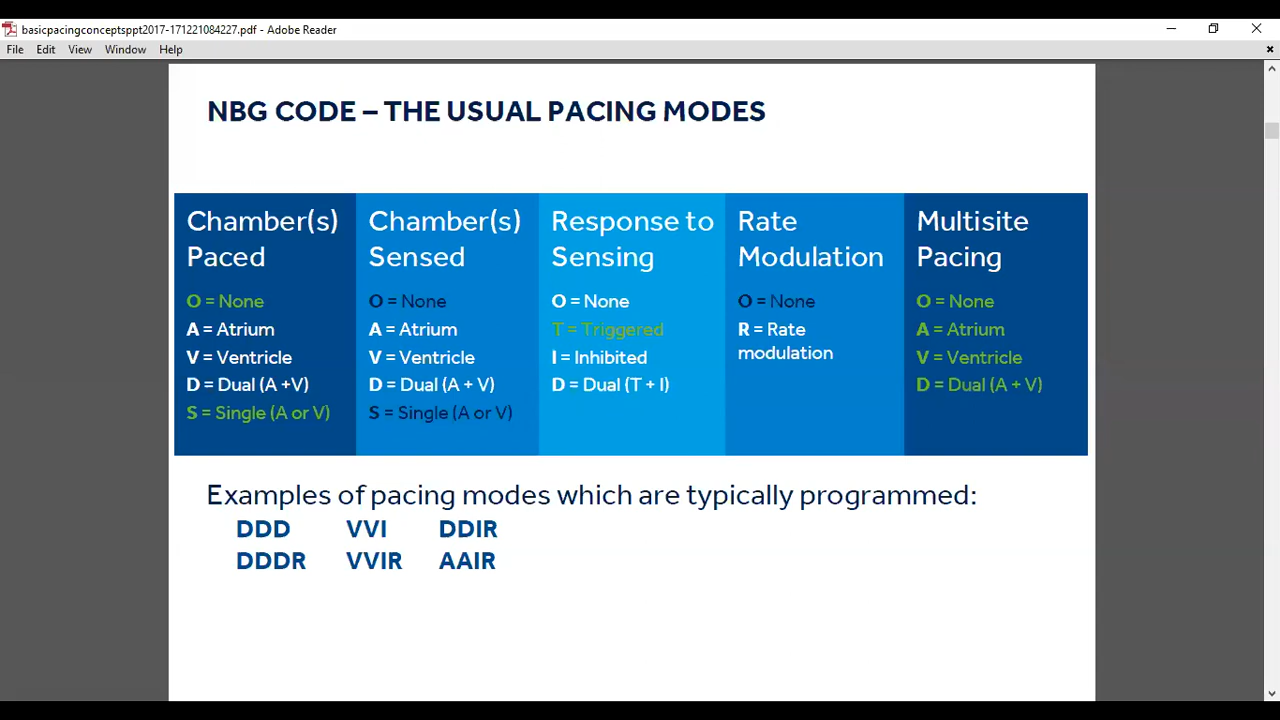 basicpacingconceptsppt2017-171221084227.pdf - Adobe Reader
File Edit View Window Help
NBG CODE – THE USUAL PACING MODES
Chamber(s)
Paced
O = None
A = Atrium
V = Ventricle
D = Dual (A +V)
S = Single (A or V)
Chamber(s)
Sensed
O = None
A = Atrium
V = Ventricle
D = Dual (A + V)
S = Single (A or V)
Response to
Sensing
O = None
T = Triggered
I = Inhibited
D = Dual (T + I)
Rate
Modulation
O = None
R = Rate
modulation
Multisite
Pacing
O = None
A = Atrium
V = Ventricle
D = Dual (A + V)
Examples of pacing modes which are typically programmed:
DDD VVI DDIR
DDDR VVIR AAIR